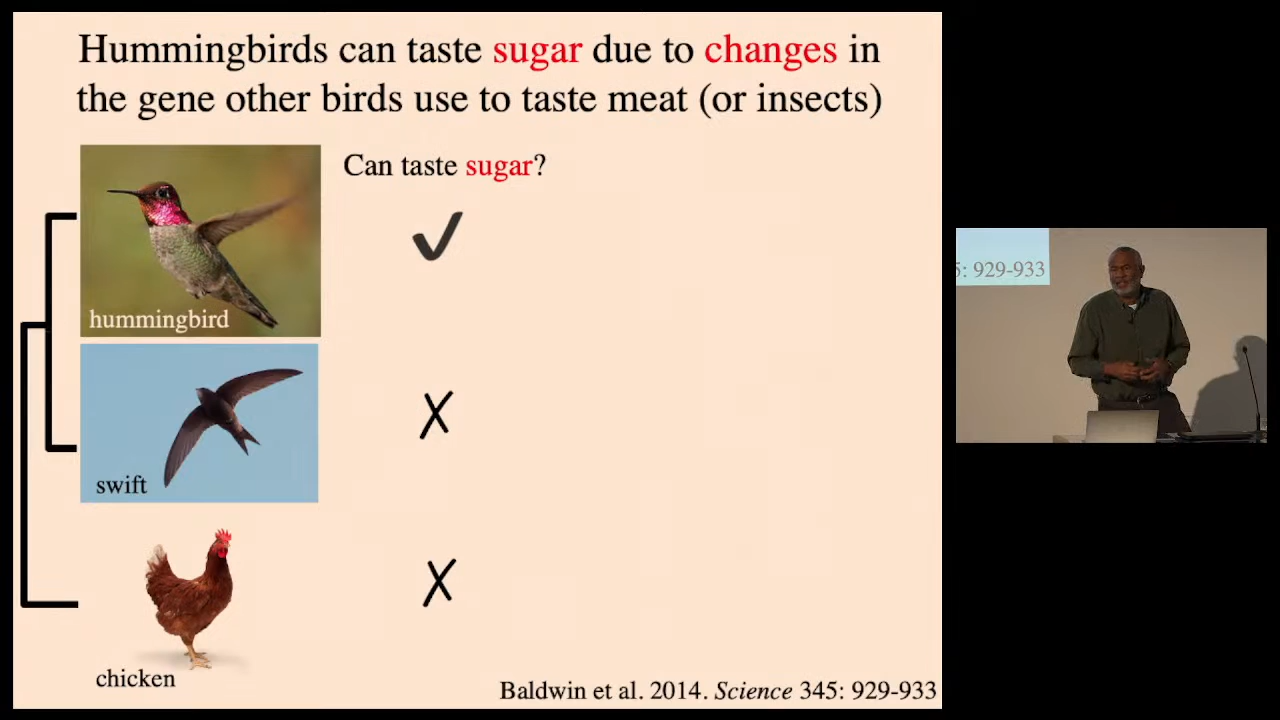 Hummingbirds can taste sugar due to changes in
the gene other birds use to taste meat (or insects)
Can taste sugar?
hummingbird
swift
chicken
Baldwin et al. 2014. Science 345: 929-933
5: 929-933